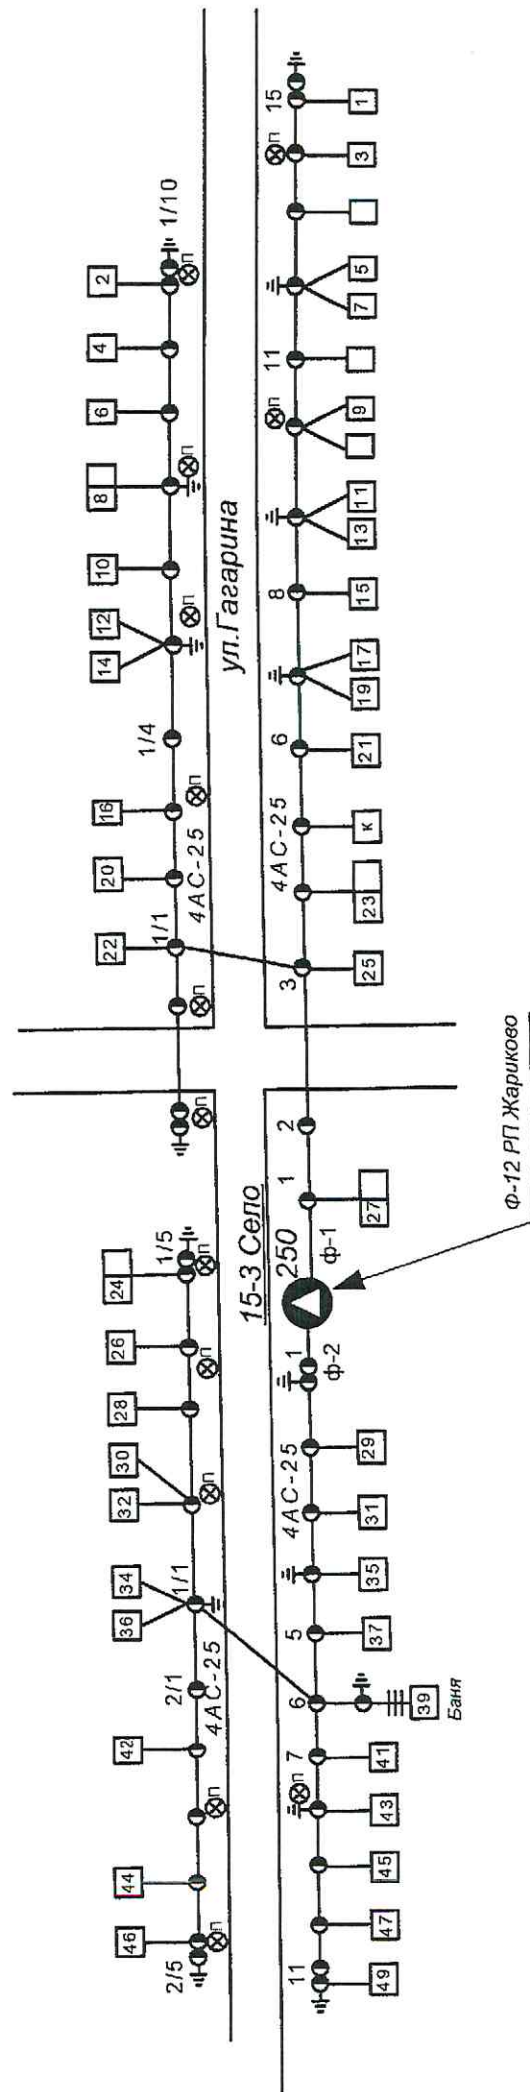 46
44
42
36
34
32
30
28
26
24
22
20
16
14
12
10
8
6
4
2
2/5
2/1
1/1
1/5
1/1
1/4
1/10
п
п
п
п
п
п
п
п
п
п
п
4АС-25
4АС-25
ул.Гагарина
15-3 Село
250
п
п
п
11
7
6
5
4АС-25
1
ф-2
ф-1
1
2
3
4АС-25
6
8
11
15
49
47
45
43
41
39
Баня
37
35
31
29
27
25
23
к
21
19
17
15
13
11
9
7
5
3
1
Ф-12 РП Жариково